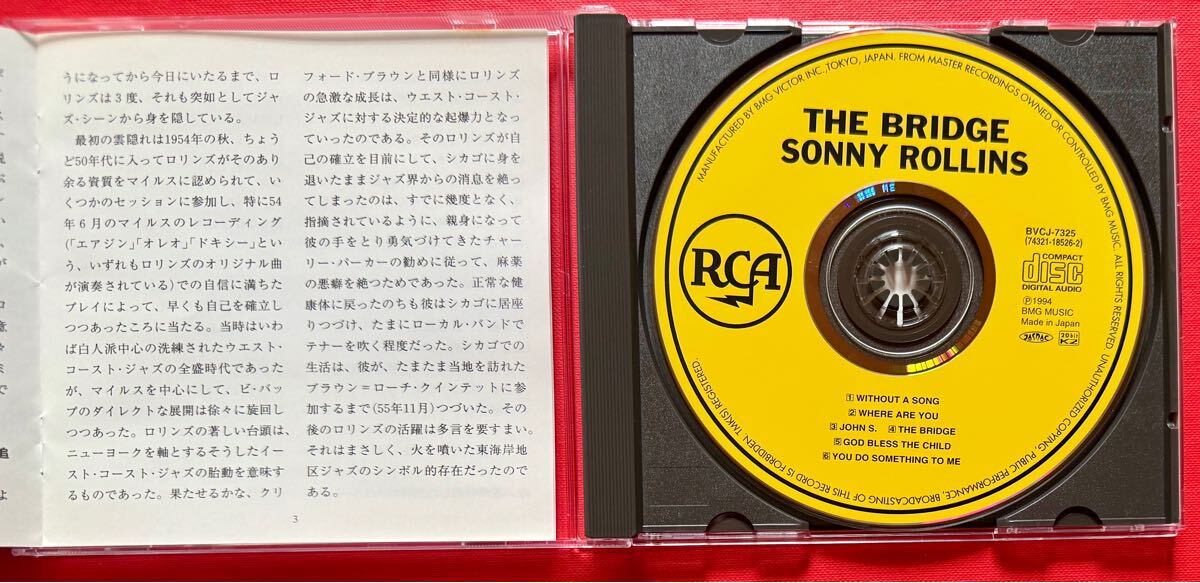 うになってから今日にいたるまで、ロ
リンズは3度、それも突如としてジャ
ズ・シーンから身を隠している。
最初の雲隠れは1954年の秋、ちょう
ど50年代に入ってロリンズがそのあり
余る資質をマイルスに認められて、い
くつかのセッションに参加し、特に54
年6月のマイルスのレコーディング
(「エアジン」「オレオ」「ドキシー」とい
う、いずれもロリンズのオリジナル曲
が演奏されている)での自信に満ちた
プレイによって、早くも自己を確立し
つつあったころに当たる。当時はいわ
ば白人派中心の洗練されたウエスト・
コースト・ジャズの全盛時代であった
が、マイルスを中心にして、ビ・バッ
プのダイレクトな展開は徐々に旋回し
つつあった。ロリンズの著しい台頭は、
ニューヨークを軸とするそうしたイー
スト・コースト・ジャズの胎動を意味す
るものであった。果たせるかな、クリ
フォード・ブラウンと同様にロリンズ
の急激な成長は、ウエスト・コースト・
ジャズに対する決定的な起爆力となっ
ていったのである。そのロリンズが自
己の確立を目前にして、シカゴに身を
退いたままジャズ界からの消息を絶っ
てしまったのは、すでに幾度となく、
指摘されているように、親身になって
彼の手をとり勇気づけてきたチャー
リー・パーカーの勧めに従って、麻薬
の悪癖を絶つためであった。正常な健
康体に戻ったのちも彼はシカゴに居座
りつづけ、たまにローカル・バンドで
テナーを吹く程度だった。シカゴでの
生活は、彼が、たまたま当地を訪れた
ブラウン=ローチ・クインテットに参
加するまで(55年11月)つづいた。その
後のロリンズの活躍は多言を要すまい。
それはまさしく、火を噴いた東海岸地
区ジャズのシンボル的存在だったので
ある。
3
MANUFACTURED BY BMG VICTOR INC.,TOKYO, JAPAN. FROM MASTER RECORDINGS OWNED OR CONTROLLED BY BMG MUSIC. ALL RIGHTS RESERVED. UNAUTHORIZED COPYING, PUBLIC PERFORMANCE, BROADCASTING OF THIS RECORD IS FORBIDDEN. TMK(S) REGISTERED.
THE BRIDGE
SONNY ROLLINS
RCA
BVCJ-7325
(74321-18526-2)
COMPACT
disc
DIGITAL AUDIO
Ⓟ1994
BMG MUSIC
Made in Japan
20bit
K2
1 WITHOUT A SONG
2 WHERE ARE YOU
3 JOHN S. 4 THE BRIDGE
5 GOD BLESS THE CHILD
6 YOU DO SOMETHING TO ME